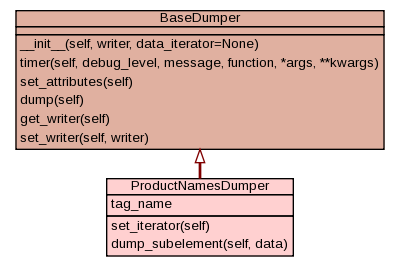 BaseDumper
__init__(self, writer, data_iterator=None)
timer(self, debug_level, message, function, *args, **kwargs)
set_attributes(self)
dump(self)
get_writer(self)
set_writer(self, writer)
ProductNamesDumper
tag_name
set_iterator(self)
dump_subelement(self, data)